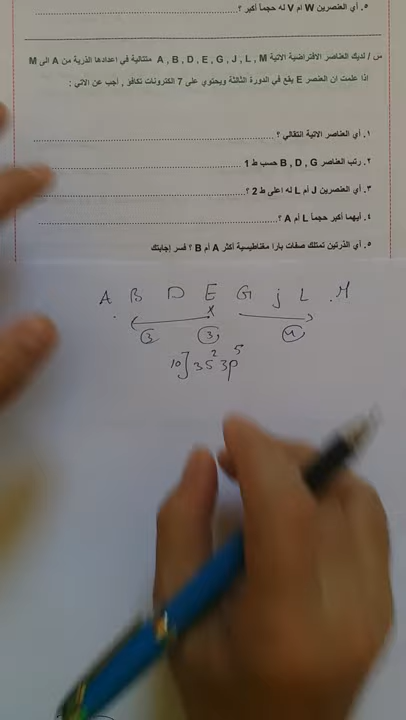 ٥. أي العنصرين W أم V له حجماً أكبر ؟
س / لديك العناصر الافتراضية الاتية A , B , D , E , G , J , L , M متتالية في اعدادها الذرية من A الى M
اذا علمت ان العنصر E يقع في الدورة الثالثة ويحتوي على 7 الكترونات تكافؤ , أجب عن الاتي :
١. أي العناصر الاتية انتقالي ؟
٢. رتب العناصر B , D , G حسب ط 1
٣. أي العنصرين J أم L له اعلى ط 2 ؟
٤. أيهما أكبر حجماً L أم A ؟
٥. أي الذرتين تمتلك صفات بارا مغناطيسية أكثر A أم B ؟ فسر إجابتك
A B D E G j L M
3 3 4
10] 3s² 3p⁵